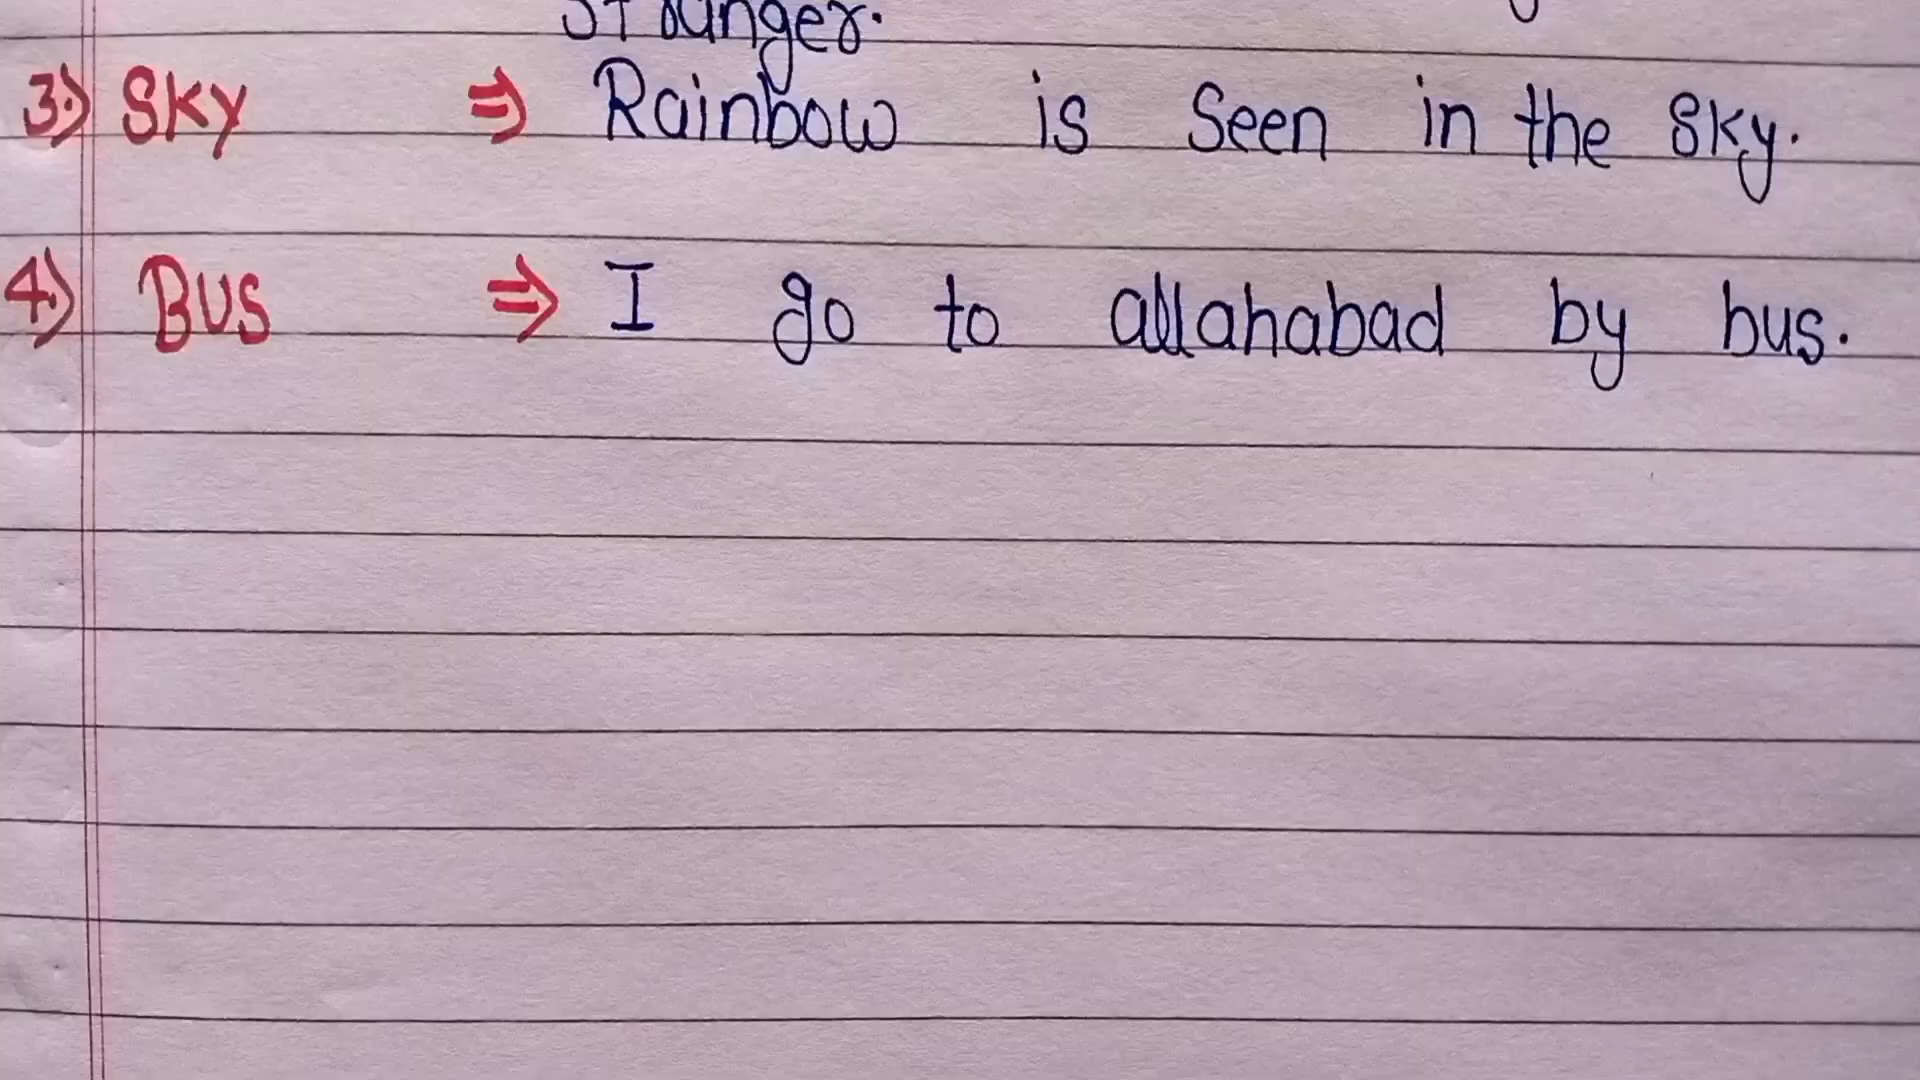 3.) Sky ⇒ Rainbow is Seen in the Sky.
4.) Bus ⇒ I go to allahabad by bus.